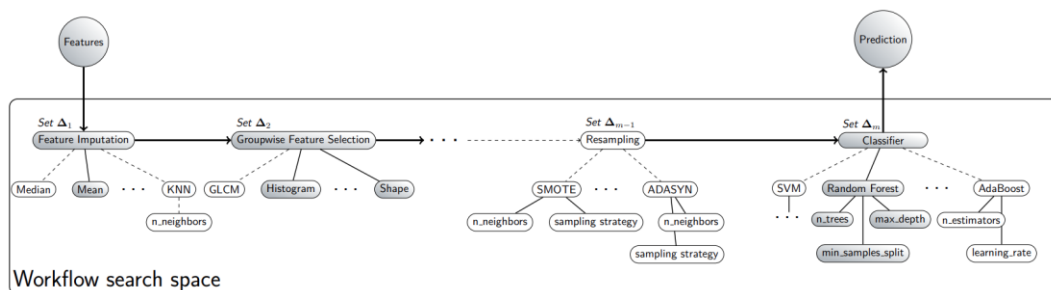 Features
Prediction
Set Δ₁
Set Δ₂
Set Δₘ₋₁
Set Δₘ
Feature Imputation
Groupwise Feature Selection
· · ·
Resampling
Classifier
Median
Mean
· · ·
KNN
GLCM
Histogram
· · ·
Shape
SMOTE
· · ·
ADASYN
SVM
Random Forest
· · ·
AdaBoost
n_neighbors
n_neighbors
sampling strategy
n_neighbors
· · ·
n_trees
max_depth
n_estimators
sampling strategy
min_samples_split
learning_rate
Workflow search space